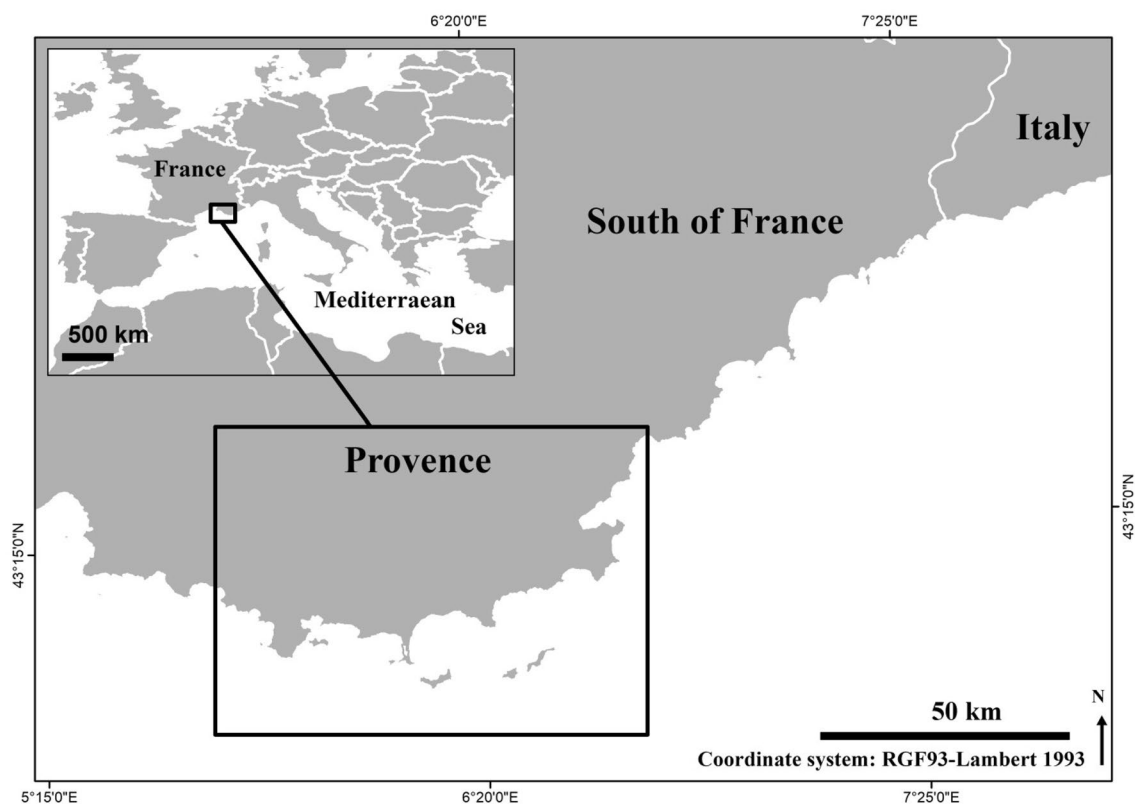 6°20'0"E
7°25'0"E
France
Mediterraean
Sea
500 km
Italy
South of France
Provence
43°15'0"N
43°15'0"N
50 km
N
Coordinate system: RGF93-Lambert 1993
5°15'0"E
6°20'0"E
7°25'0"E